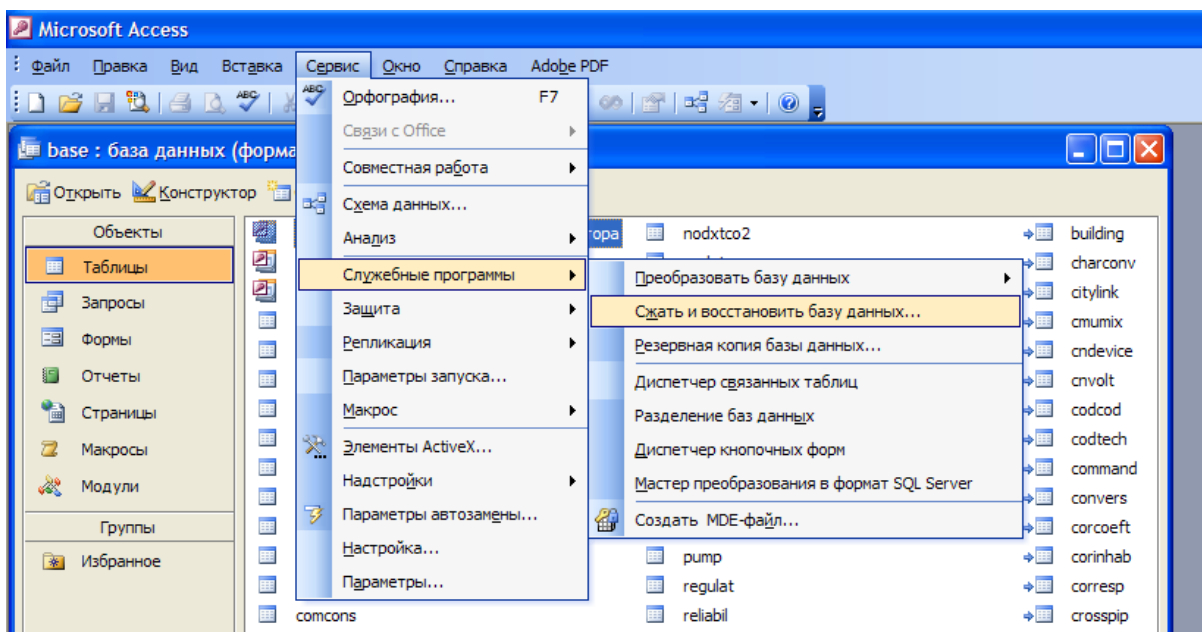 Microsoft Access
Файл Правка Вид Вставка Сервис Окно Справка Adobe PDF
base : база данных (форма
Открыть Конструктор
Объекты
Таблицы
Запросы
Формы
Отчеты
Страницы
Макросы
Модули
Группы
Избранное
Орфография... F7
Связи с Office
Совместная работа
Схема данных...
Анализ
Служебные программы
Защита
Репликация
Параметры запуска...
Макрос
Элементы ActiveX...
Надстройки
Параметры автозамены...
Настройка...
Параметры...
comcons
Преобразовать базу данных
Сжать и восстановить базу данных...
Резервная копия базы данных...
Диспетчер связанных таблиц
Разделение баз данных
Диспетчер кнопочных форм
Мастер преобразования в формат SQL Server
Создать MDE-файл...
тора
nodxtco2
pump
regulat
reliabil
building
charconv
citylink
cmumix
cndevice
cnvolt
codcod
codtech
command
convers
corcoeft
corinhab
corresp
crosspip